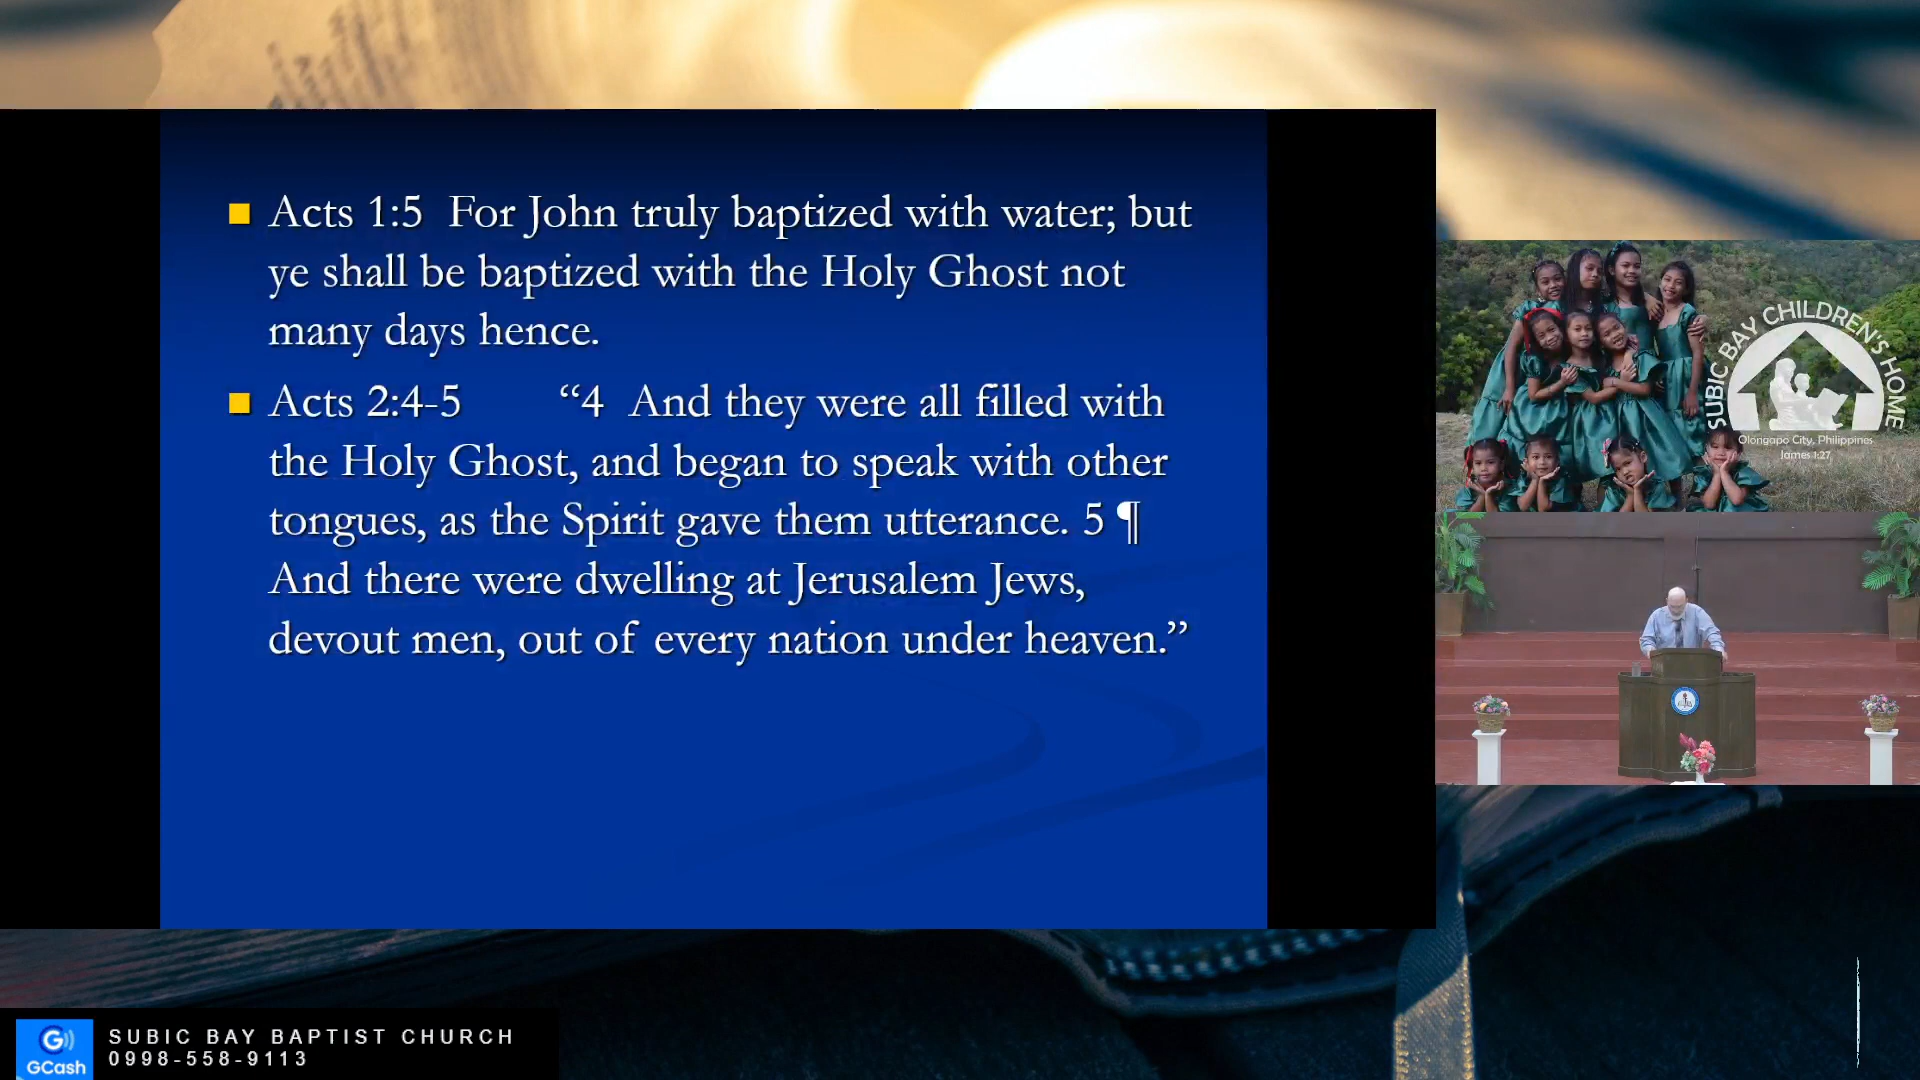 Acts 1:5 For John truly baptized with water; but
ye shall be baptized with the Holy Ghost not
many days hence.
Acts 2:4-5 “4 And they were all filled with
the Holy Ghost, and began to speak with other
tongues, as the Spirit gave them utterance. 5 ¶
And there were dwelling at Jerusalem Jews,
devout men, out of every nation under heaven.”
SUBIC BAY CHILDREN'S HOME
Olongapo City, Philippines
James 1:27
G
GCash
SUBIC BAY BAPTIST CHURCH
0998-558-9113